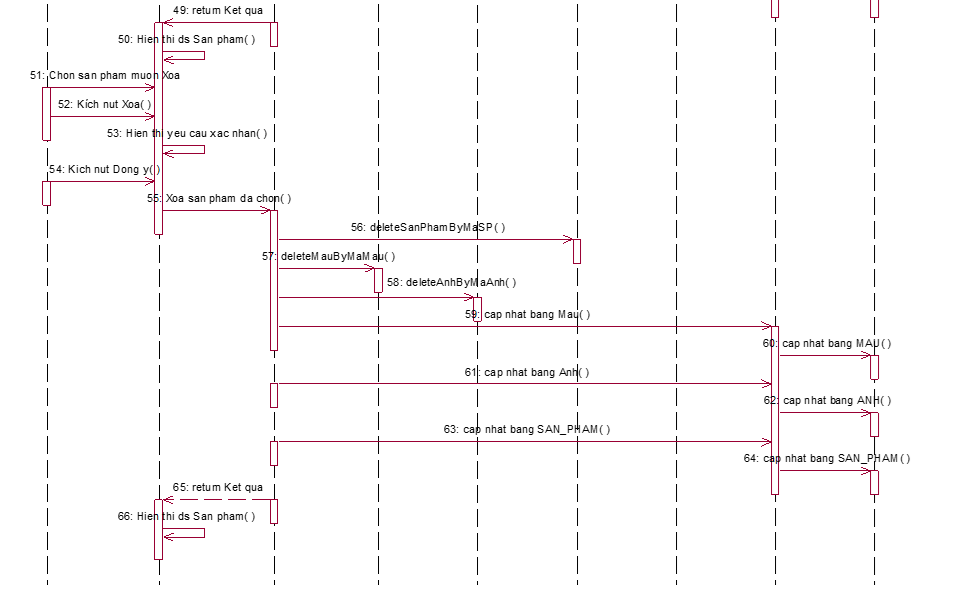 49: return Ket qua
50: Hien thi ds San pham( )
51: Chon san pham muon Xoa
52: Kích nut Xoa( )
53: Hien thi yeu cau xac nhan( )
54: Kich nut Dong y( )
55: Xoa san pham da chon( )
56: deleteSanPhamByMaSP( )
57: deleteMauByMaMau( )
58: deleteAnhByMaAnh( )
59: cap nhat bang Mau( )
60: cap nhat bang MAU( )
61: cap nhat bang Anh( )
62: cap nhat bang ANH( )
63: cap nhat bang SAN_PHAM( )
64: cap nhat bang SAN_PHAM( )
65: return Ket qua
66: Hien thi ds San pham( )